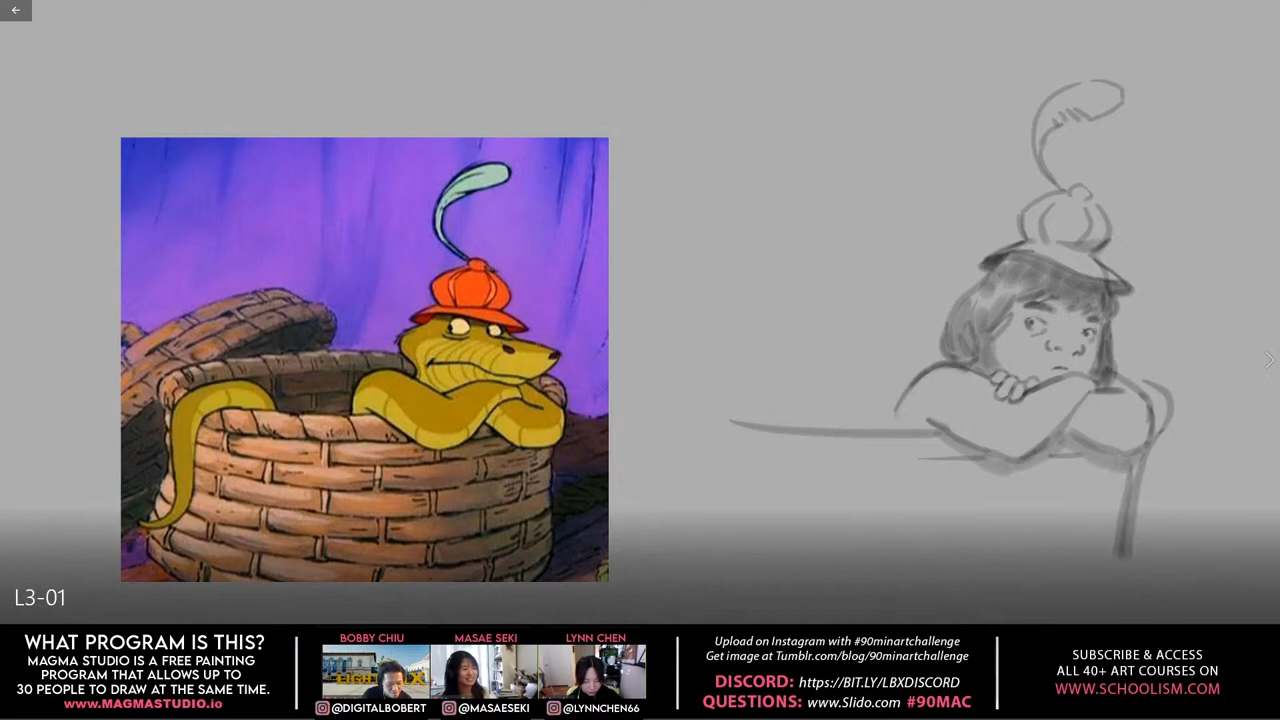 L3-01
WHAT PROGRAM IS THIS?
MAGMA STUDIO IS A FREE PAINTING
PROGRAM THAT ALLOWS UP TO
30 PEOPLE TO DRAW AT THE SAME TIME.
www.MAGMASTUDIO.io
BOBBY CHIU
MASAE SEKI
LYNN CHEN
@DIGITALBOBERT
@MASAESEKI
@LYNNCHEN66
Upload on Instagram with #90minartchallenge
Get image at Tumblr.com/blog/90minartchallenge
DISCORD: https://BIT.LY/LBXDISCORD
QUESTIONS: www.Slido.com #90MAC
SUBSCRIBE & ACCESS
ALL 40+ ART COURSES ON
WWW.SCHOOLISM.COM